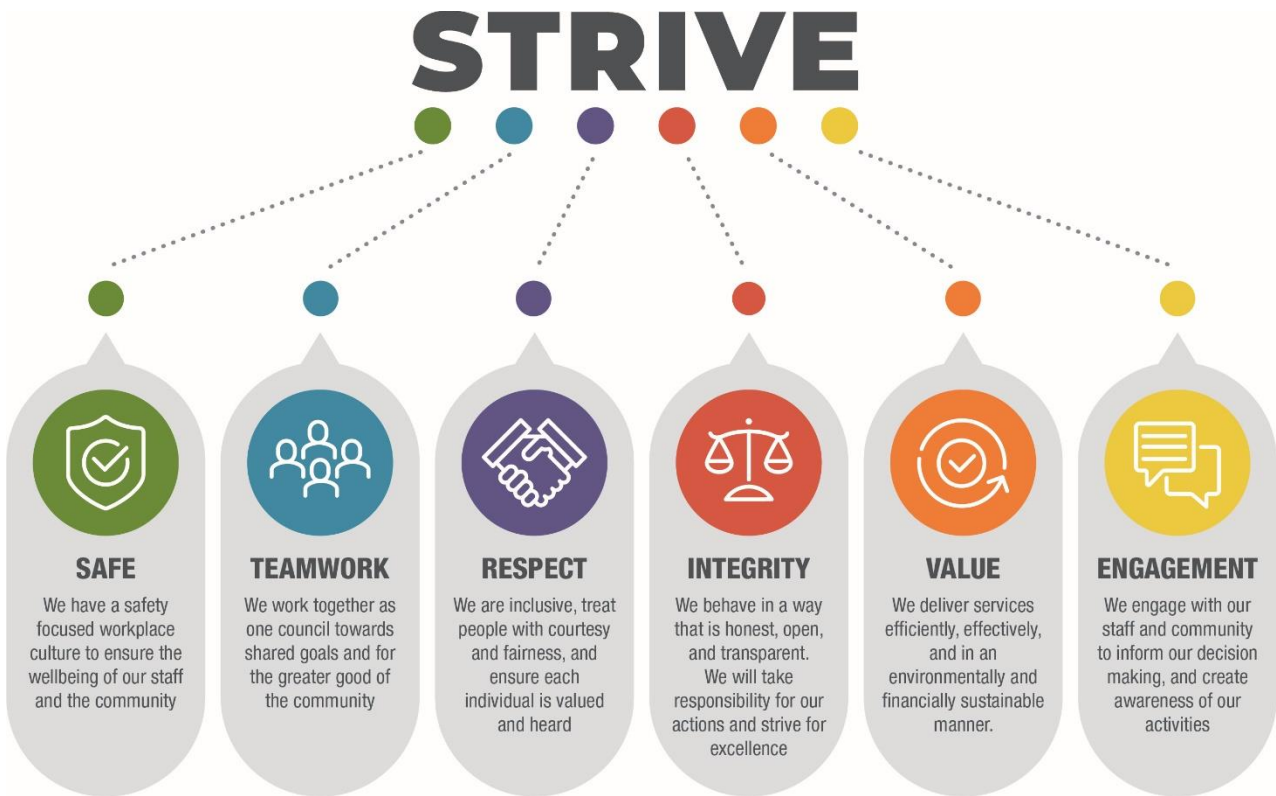 STRIVE
SAFE
We have a safety
focused workplace
culture to ensure the
wellbeing of our staff
and the community
TEAMWORK
We work together as
one council towards
shared goals and for
the greater good of
the community
RESPECT
We are inclusive, treat
people with courtesy
and fairness, and
ensure each
individual is valued
and heard
INTEGRITY
We behave in a way
that is honest, open,
and transparent.
We will take
responsibility for our
actions and strive for
excellence
VALUE
We deliver services
efficiently, effectively,
and in an
environmentally and
financially sustainable
manner.
ENGAGEMENT
We engage with our
staff and community
to inform our decision
making, and create
awareness of our
activities